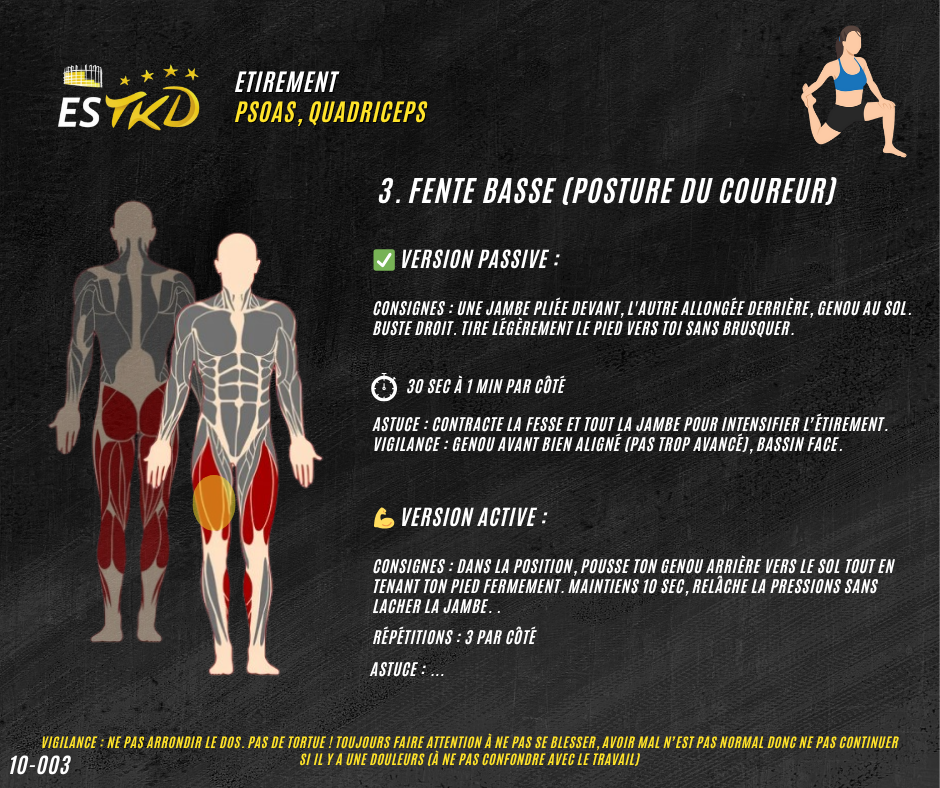 ES TKD
ETIREMENT
PSOAS, QUADRICEPS
3. FENTE BASSE (POSTURE DU COUREUR)
✅ VERSION PASSIVE :
CONSIGNES : UNE JAMBE PLIÉE DEVANT, L'AUTRE ALLONGÉE DERRIÈRE, GENOU AU SOL.
BUSTE DROIT. TIRE LÉGÈREMENT LE PIED VERS TOI SANS BRUSQUER.
30 SEC À 1 MIN PAR CÔTÉ
ASTUCE : CONTRACTE LA FESSE ET TOUT LA JAMBE POUR INTENSIFIER L'ÉTIREMENT.
VIGILANCE : GENOU AVANT BIEN ALIGNÉ (PAS TROP AVANCÉ), BASSIN FACE.
💪 VERSION ACTIVE :
CONSIGNES : DANS LA POSITION, POUSSE TON GENOU ARRIÈRE VERS LE SOL TOUT EN
TENANT TON PIED FERMEMENT. MAINTIENS 10 SEC, RELÂCHE LA PRESSIONS SANS
LACHER LA JAMBE. .
RÉPÉTITIONS : 3 PAR CÔTÉ
ASTUCE : ...
VIGILANCE : NE PAS ARRONDIR LE DOS. PAS DE TORTUE ! TOUJOURS FAIRE ATTENTION À NE PAS SE BLESSER, AVOIR MAL N'EST PAS NORMAL DONC NE PAS CONTINUER
SI IL Y A UNE DOULEURS (À NE PAS CONFONDRE AVEC LE TRAVAIL)
10-003